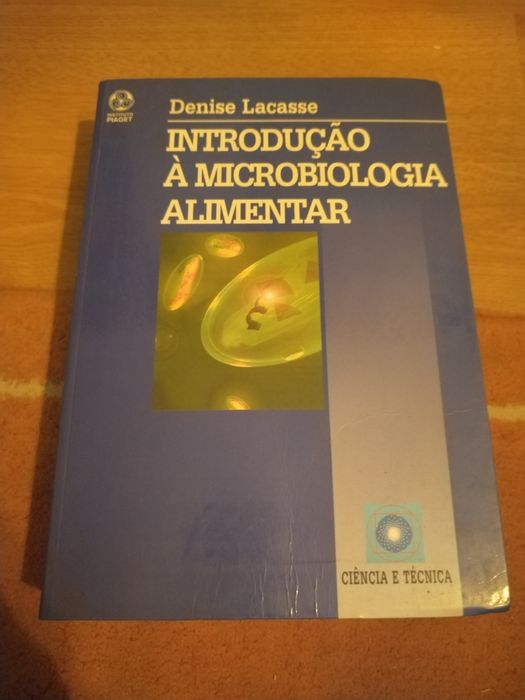 INSTITUTO
PIAGET
Denise Lacasse
INTRODUÇÃO
À MICROBIOLOGIA
ALIMENTAR
CIÊNCIA E TÉCNICA